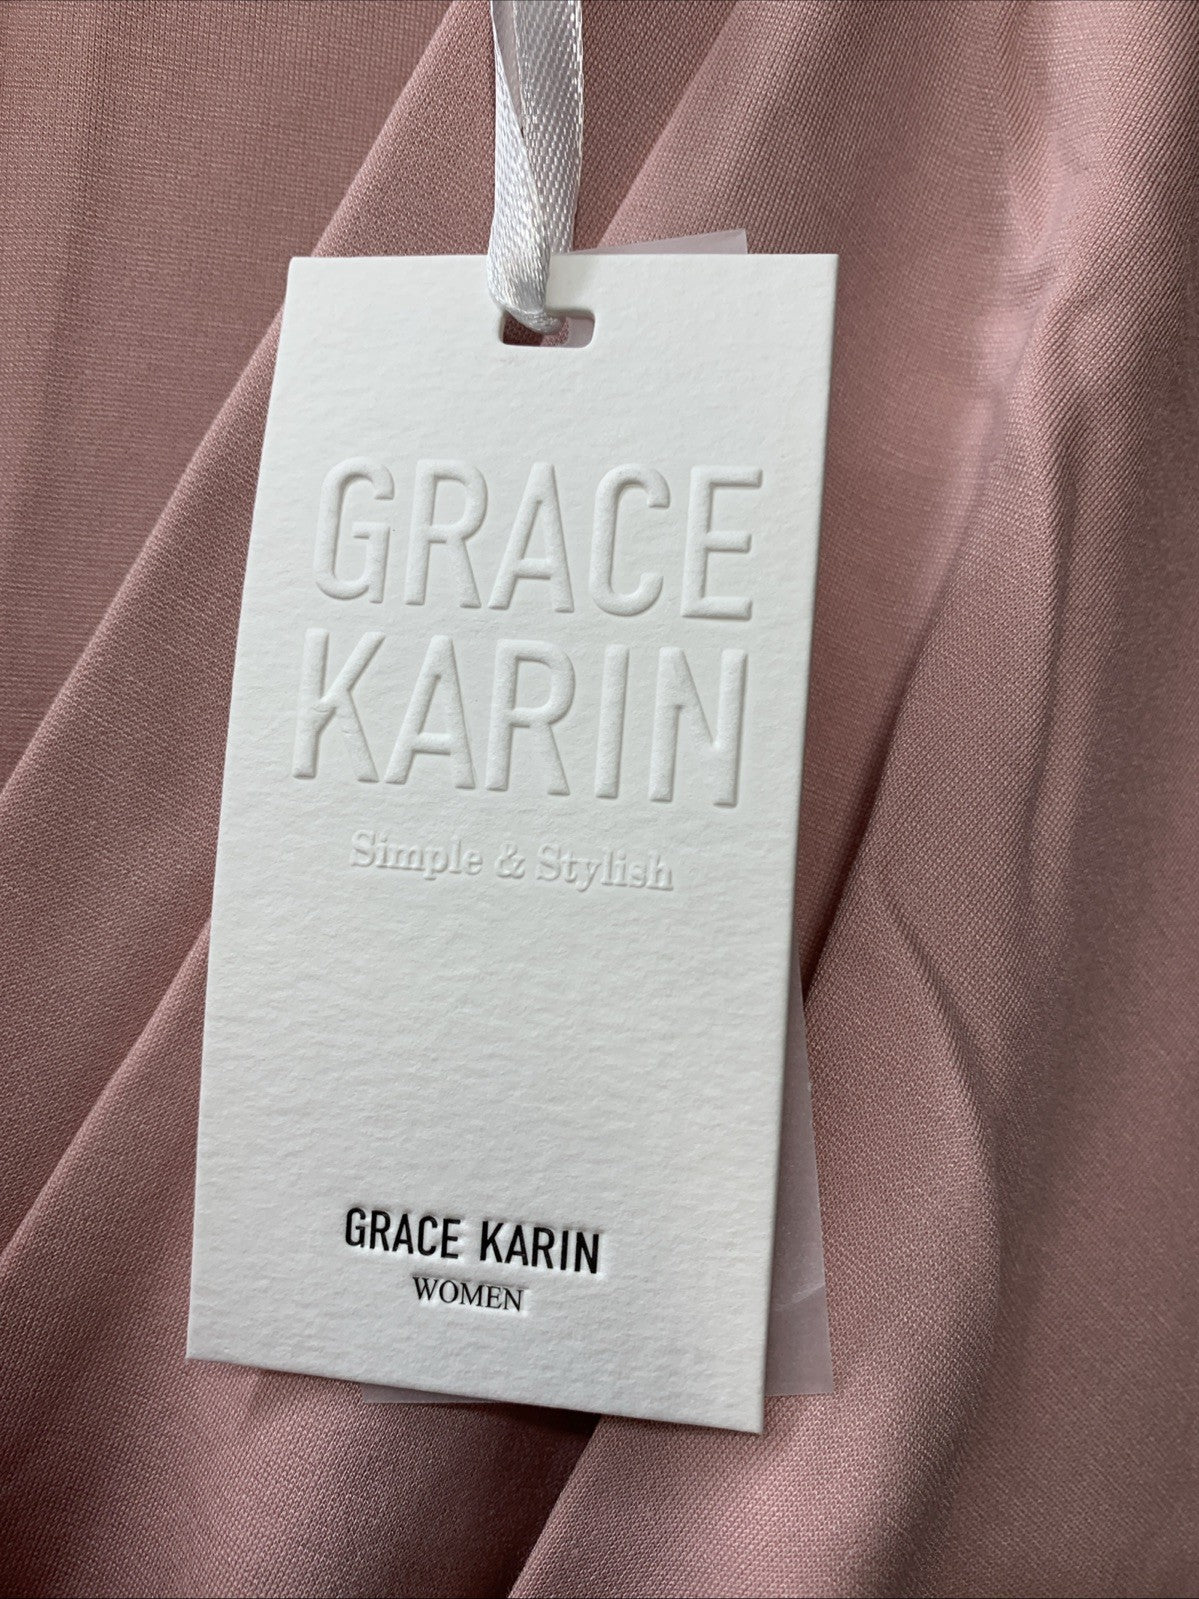 GRACE
KARIN
Simple & Stylish
GRACE KARIN
WOMEN